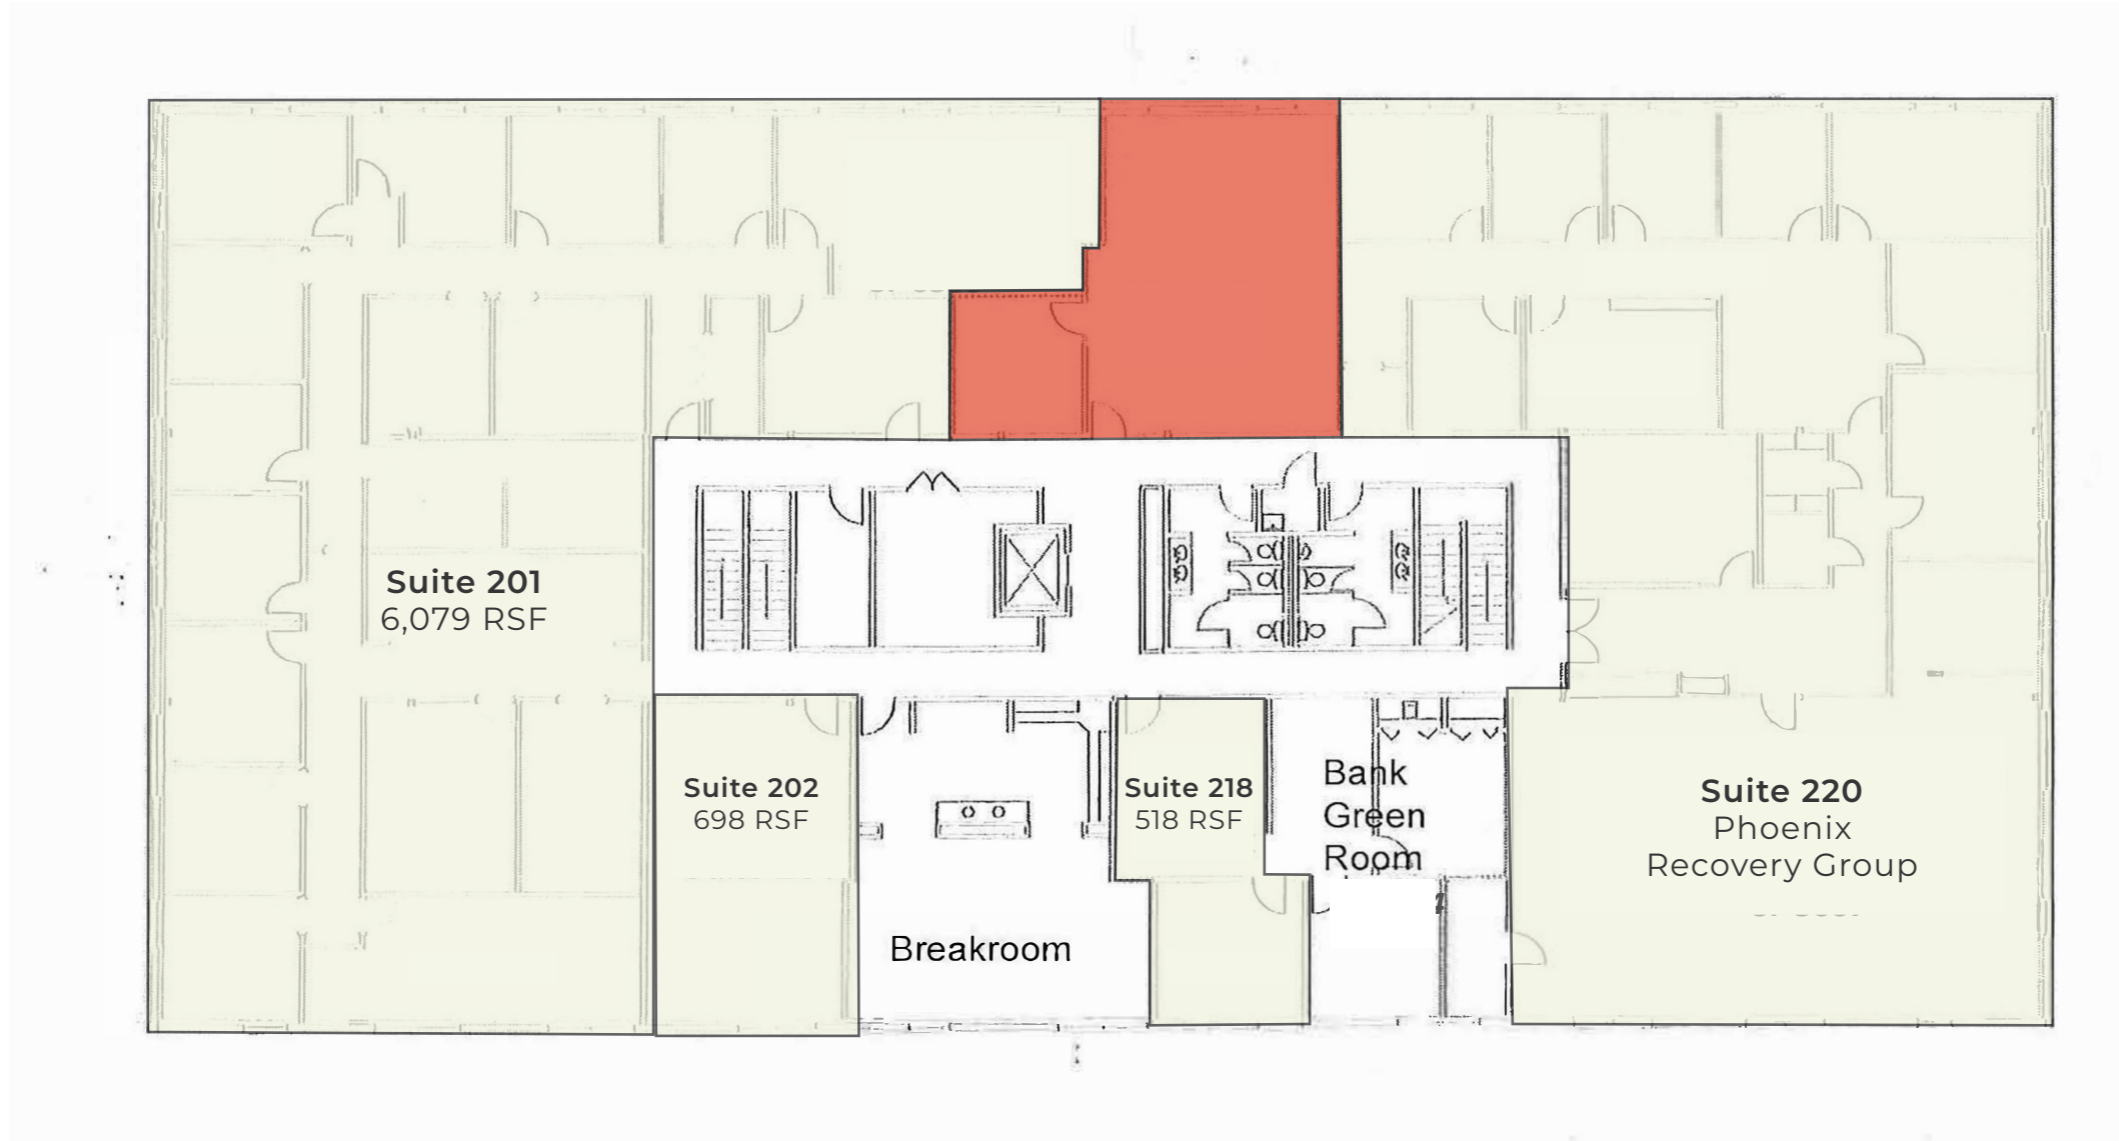 Suite 201
6,079 RSF
Suite 202
698 RSF
Breakroom
Suite 218
518 RSF
Bank
Green
Room
Suite 220
Phoenix
Recovery Group